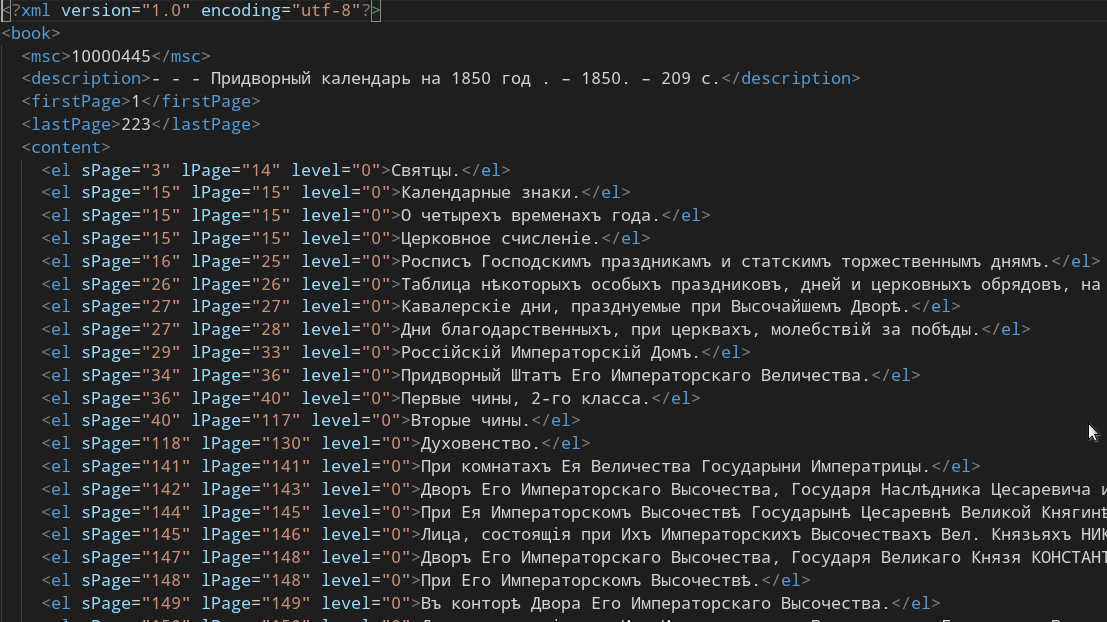 <?xml version="1.0" encoding="utf-8"?>
<book>
<msc>10000445</msc>
<description>- - - Придворный календарь на 1850 год . – 1850. – 209 с.</description>
<firstPage>1</firstPage>
<lastPage>223</lastPage>
<content>
<el sPage="3" lPage="14" level="0">Святцы.</el>
<el sPage="15" lPage="15" level="0">Календарные знаки.</el>
<el sPage="15" lPage="15" level="0">О четырехъ временахъ года.</el>
<el sPage="15" lPage="15" level="0">Церковное счисленіе.</el>
<el sPage="16" lPage="25" level="0">Росписъ Господскимъ праздникамъ и статскимъ торжественнымъ днямъ.</el>
<el sPage="26" lPage="26" level="0">Таблица нѣкоторыхъ особыхъ праздниковъ, дней и церковныхъ обрядовъ, на
<el sPage="27" lPage="27" level="0">Кавалерскіе дни, празднуемые при Высочайшемъ Дворѣ.</el>
<el sPage="27" lPage="28" level="0">Дни благодарственныхъ, при церквахъ, молебствій за побѣды.</el>
<el sPage="29" lPage="33" level="0">Россійскій Императорскій Домъ.</el>
<el sPage="34" lPage="36" level="0">Придворный Штатъ Его Императорскаго Величества.</el>
<el sPage="36" lPage="40" level="0">Первые чины, 2-го класса.</el>
<el sPage="40" lPage="117" level="0">Вторые чины.</el>
<el sPage="118" lPage="130" level="0">Духовенство.</el>
<el sPage="141" lPage="141" level="0">При комнатахъ Ея Величества Государыни Императрицы.</el>
<el sPage="142" lPage="143" level="0">Дворъ Его Императорскаго Высочества, Государя Наслѣдника Цесаревича и
<el sPage="144" lPage="145" level="0">При Ея Императорскомъ Высочествѣ Государынѣ Цесаревнѣ Великой Княгинѣ
<el sPage="145" lPage="146" level="0">Лица, состоящія при Ихъ Императорскихъ Высочествахъ Вел. Князьяхъ НИК
<el sPage="147" lPage="148" level="0">Дворъ Его Императорскаго Высочества, Государя Великаго Князя КОНСТАНТ
<el sPage="148" lPage="148" level="0">При Его Императорскомъ Высочествѣ.</el>
<el sPage="149" lPage="149" level="0">Въ конторѣ Двора Его Императорскаго Высочества.</el>